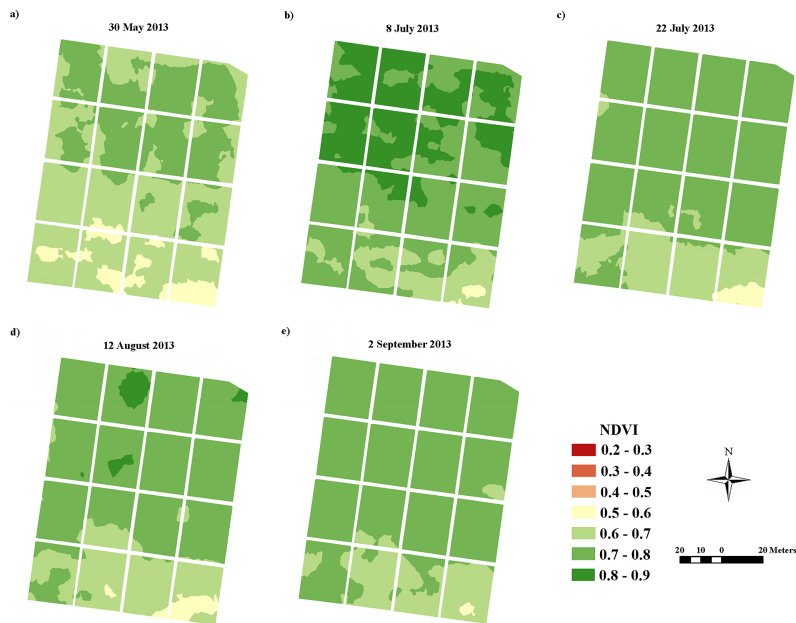 a)
30 May 2013
b)
8 July 2013
c)
22 July 2013
d)
12 August 2013
e)
2 September 2013
NDVI
0.2 - 0.3
0.3 - 0.4
0.4 - 0.5
0.5 - 0.6
0.6 - 0.7
0.7 - 0.8
0.8 - 0.9
N
20 10 0 20 Meters